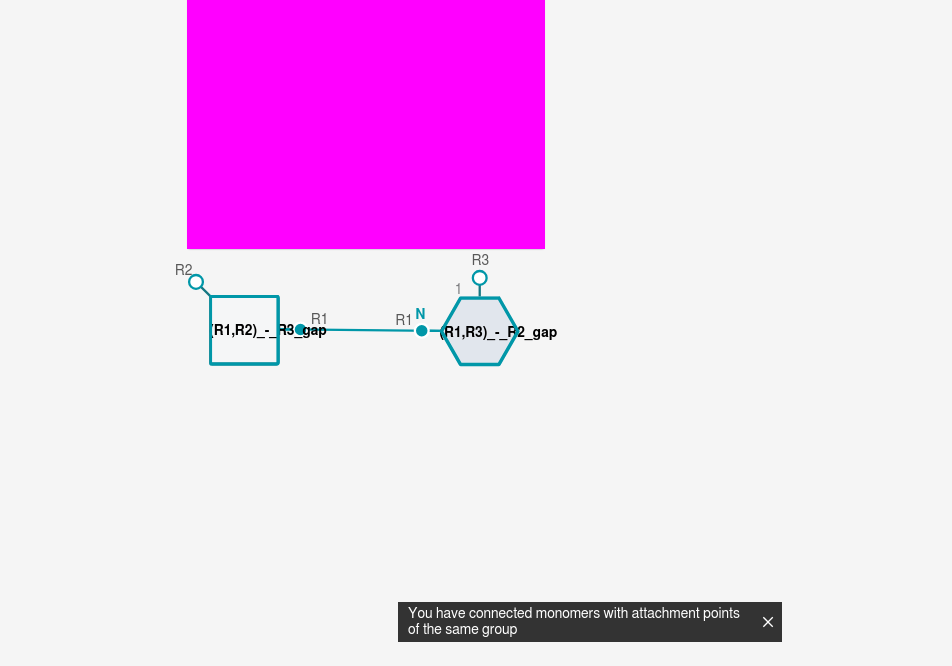 R3
R2
1
N
R1
R1
(R1,R2)_-_R3_gap
(R1,R3)_-_R2_gap
You have connected monomers with attachment points
of the same group